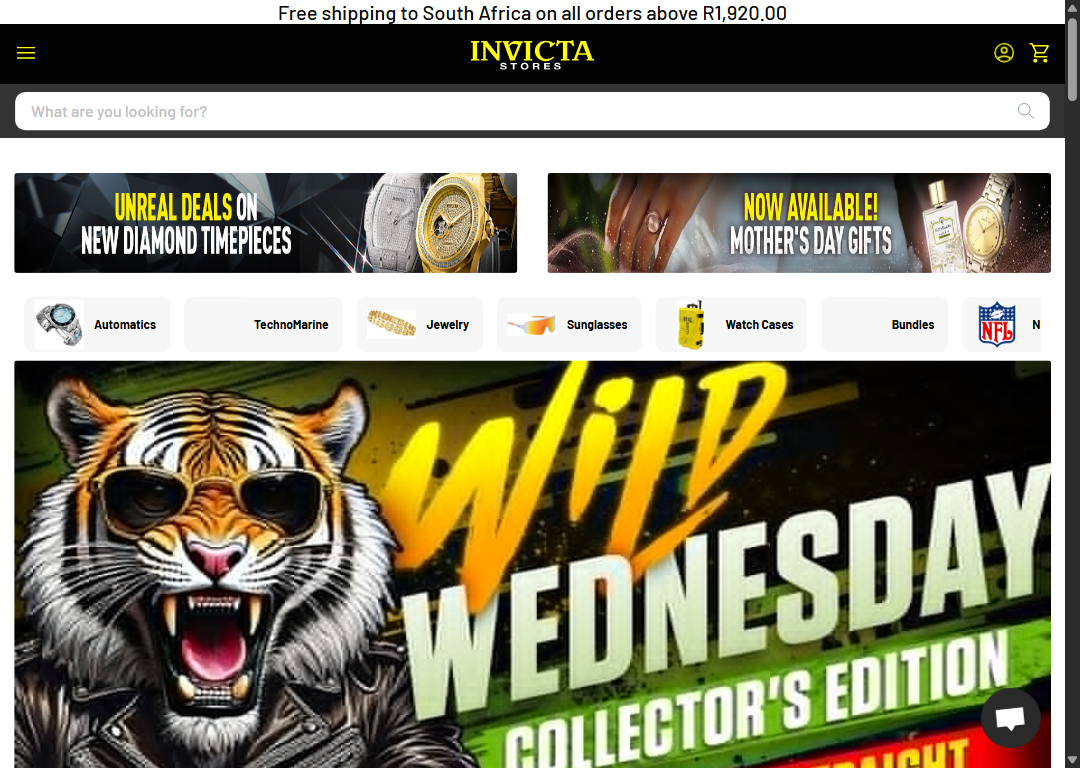 Free shipping to South Africa on all orders above R1,920.00
INVICTA
STORES
What are you looking for?
UNREAL DEALS ON
NEW DIAMOND TIMEPIECES
NOW AVAILABLE!
MOTHER'S DAY GIFTS
Automatics
TechnoMarine
Jewelry
Sunglasses
Watch Cases
Bundles
NFL
N
WILD
WEDNESDAY
COLLECTOR'S EDITION